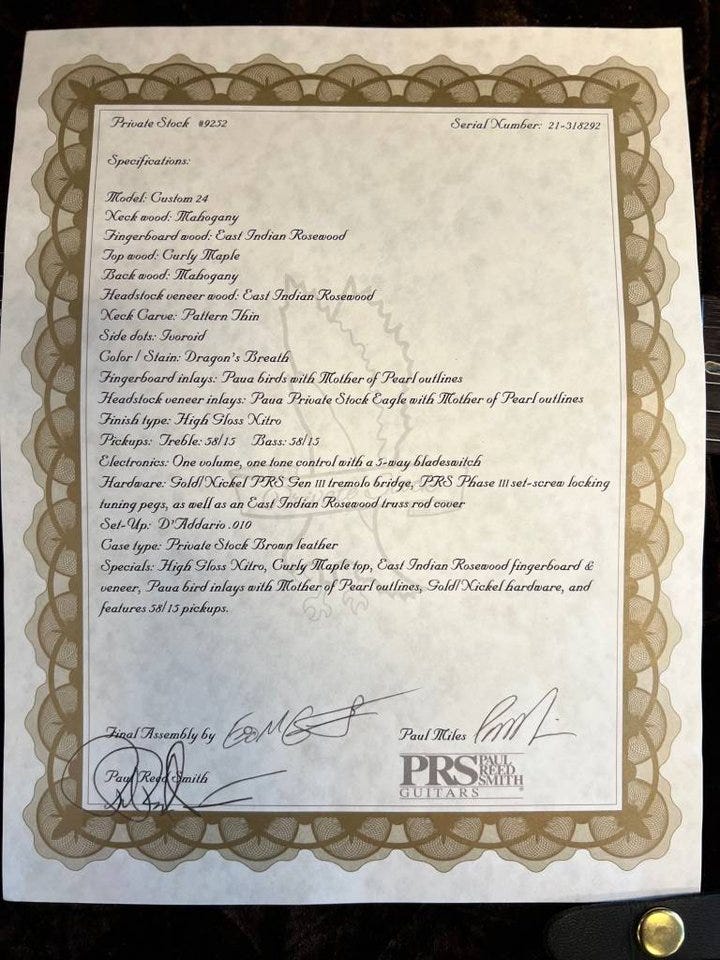 Private Stock #9252 Serial Number: 21-318292
Specifications:
Model: Custom 24
Neck wood: Mahogany
Fingerboard wood: East Indian Rosewood
Top wood: Curly Maple
Back wood: Mahogany
Headstock veneer wood: East Indian Rosewood
Neck Carve: Pattern Thin
Side dots: Ivoroid
Color / Stain: Dragon's Breath
Fingerboard inlays: Paua birds with Mother of Pearl outlines
Headstock veneer inlays: Paua Private Stock Eagle with Mother of Pearl outlines
Finish type: High Gloss Nitro
Pickups: Treble: 58/15 Bass: 58/15
Electronics: One volume, one tone control with a 5-way bladeswitch
Hardware: Gold/Nickel PRS Gen III tremolo bridge, PRS Phase III set-screw locking
tuning pegs, as well as an East Indian Rosewood truss rod cover
Set-Up: D'Addario .010
Case type: Private Stock Brown leather
Specials: High Gloss Nitro, Curly Maple top, East Indian Rosewood fingerboard &
veneer, Paua bird inlays with Mother of Pearl outlines, Gold/Nickel hardware, and
features 58/15 pickups.
Final Assembly by
Paul Miles
Paul Reed Smith
PRS PAUL REED SMITH
GUITARS